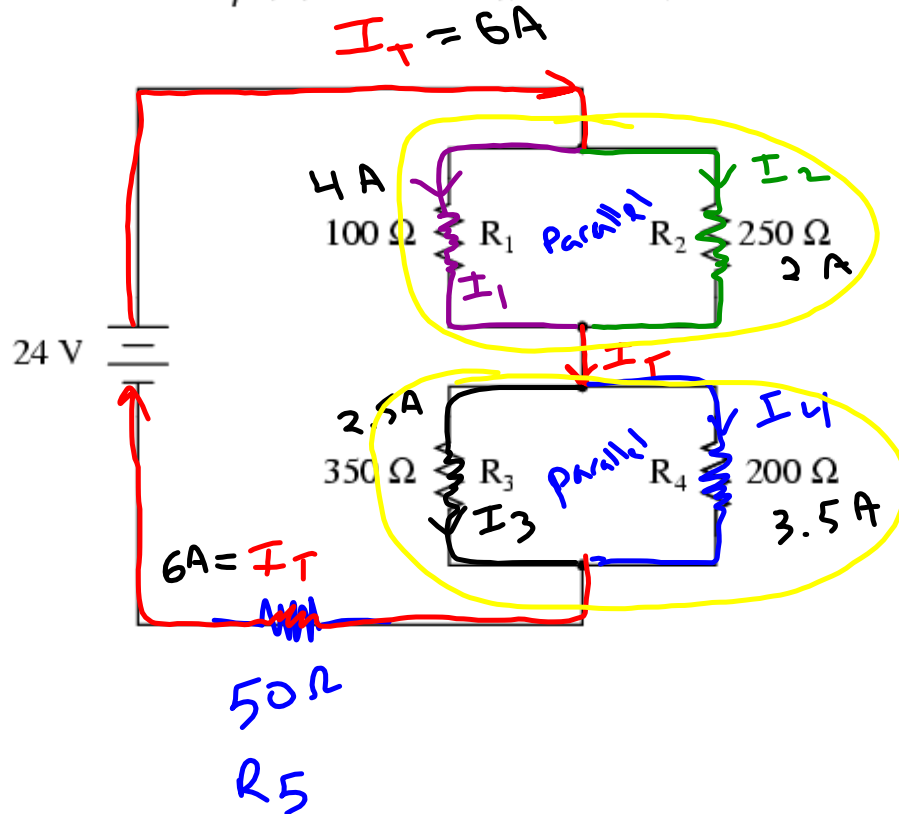 I_T = 6A
4 A
100 Ω R₁ Parallel R₂ 250 Ω
I₂
2 A
I₁
24 V
I_T
2.5A
I₄
350 Ω R₃ parallel R₄ 200 Ω
I₃
3.5A
6A = I_T
50Ω
R5